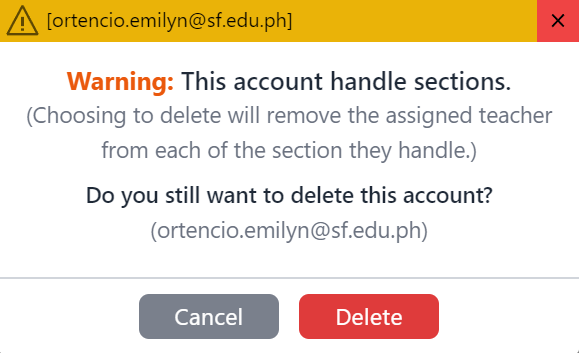 [ortencio.emilyn@sf.edu.ph]
Warning: This account handle sections.
(Choosing to delete will remove the assigned teacher
from each of the section they handle.)
Do you still want to delete this account?
(ortencio.emilyn@sf.edu.ph)
Cancel
Delete